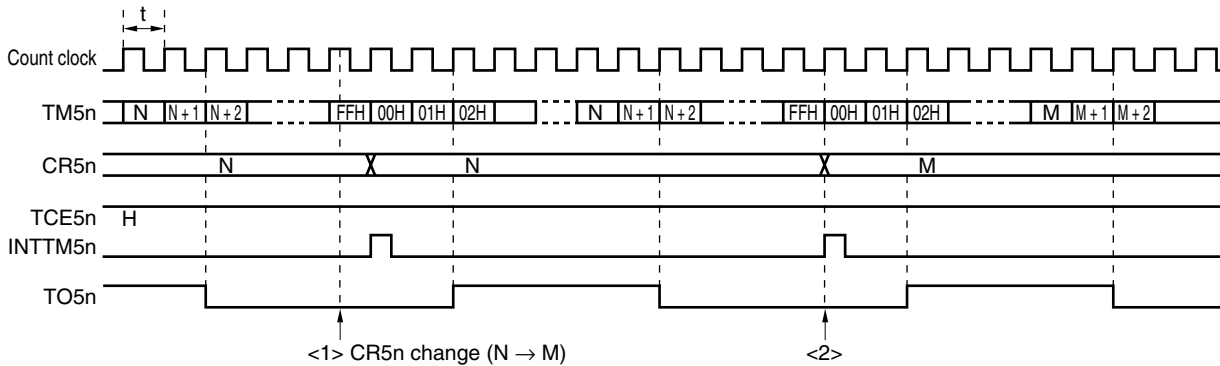 t
Count clock
TM5n N N + 1 N + 2 FFH 00H 01H 02H N N + 1 N + 2 FFH 00H 01H 02H M M + 1 M + 2
CR5n N N M
TCE5n H
INTTM5n
TO5n
<1> CR5n change (N → M) <2>